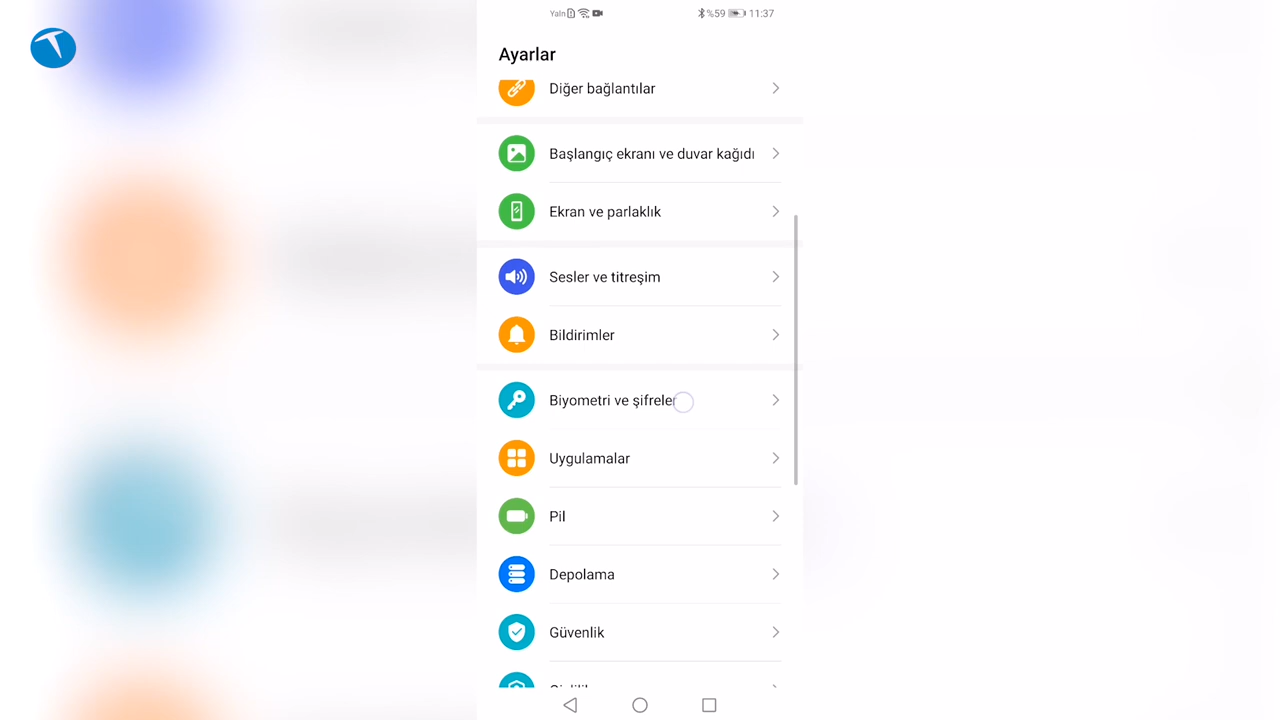 Yaln %59 11:37
Ayarlar
Diğer bağlantılar
Başlangıç ekranı ve duvar kağıdı
Ekran ve parlaklık
Sesler ve titreşim
Bildirimler
Biyometri ve şifreler
Uygulamalar
Pil
Depolama
Güvenlik